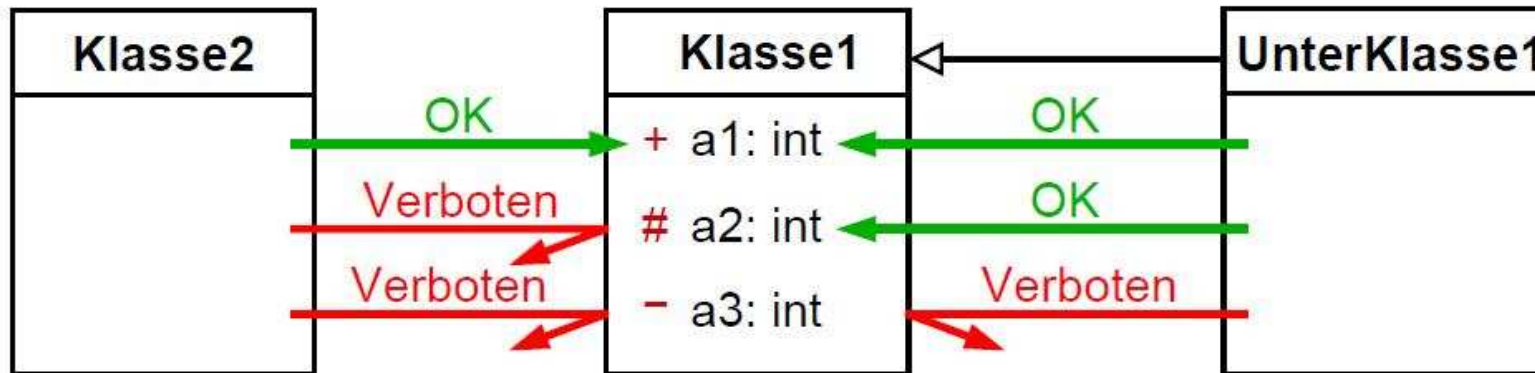 Klasse2
Klasse1
UnterKlasse1
OK
+ a1: int
OK
Verboten
# a2: int
OK
Verboten
- a3: int
Verboten